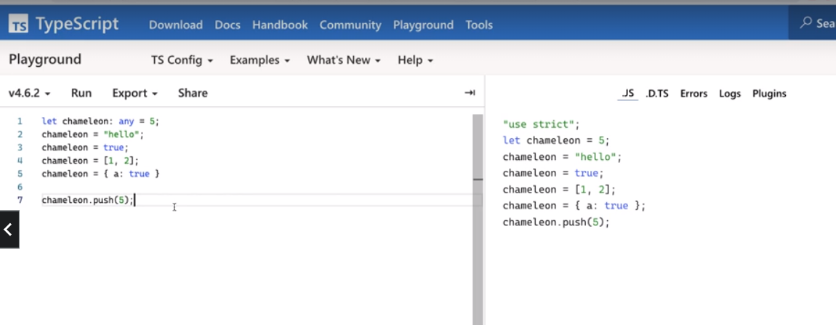 TS TypeScript Download Docs Handbook Community Playground Tools Sea
Playground TS Config Examples What's New Help
v4.6.2 Run Export Share
.JS .D.TS Errors Logs Plugins
1 let chameleon: any = 5;
2 chameleon = "hello";
3 chameleon = true;
4 chameleon = [1, 2];
5 chameleon = { a: true }
6
7 chameleon.push(5);
"use strict";
let chameleon = 5;
chameleon = "hello";
chameleon = true;
chameleon = [1, 2];
chameleon = { a: true };
chameleon.push(5);